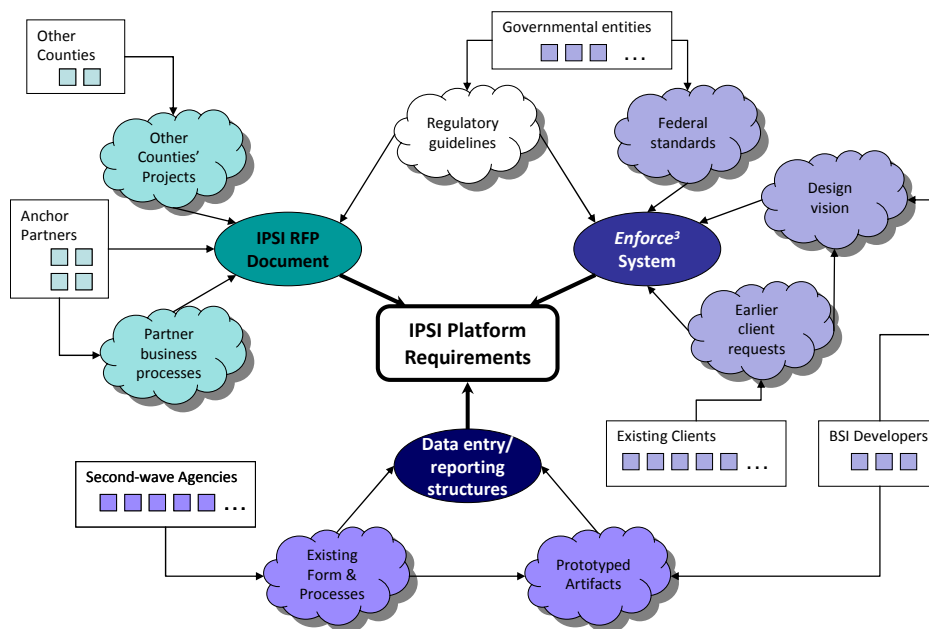 Other
Counties
Governmental entities
...
Other
Counties’
Projects
Regulatory
guidelines
Federal
standards
Design
vision
Anchor
Partners
IPSI RFP
Document
Enforce³
System
Partner
business
processes
IPSI Platform
Requirements
Earlier
client
requests
Existing Clients
...
BSI Developers
Data entry/
reporting
structures
Second-wave Agencies
...
Existing
Form &
Processes
Prototyped
Artifacts